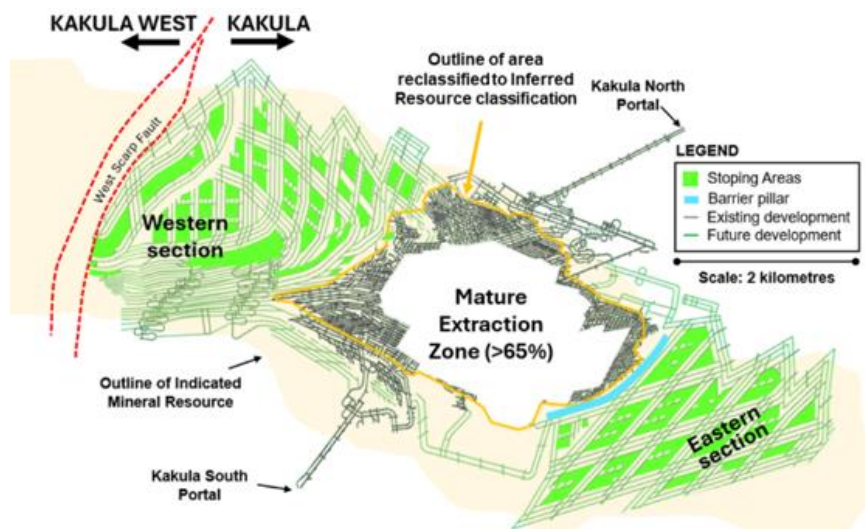 KAKULA WEST
KAKULA
Outline of area
reclassified to Inferred
Resource classification
Kakula North
Portal
West Scarp Fault
LEGEND
Stoping Areas
Barrier pillar
Existing development
Future development
Scale: 2 kilometres
Western
section
Mature
Extraction
Zone (>65%)
Outline of Indicated
Mineral Resource
Eastern
section
Kakula South
Portal